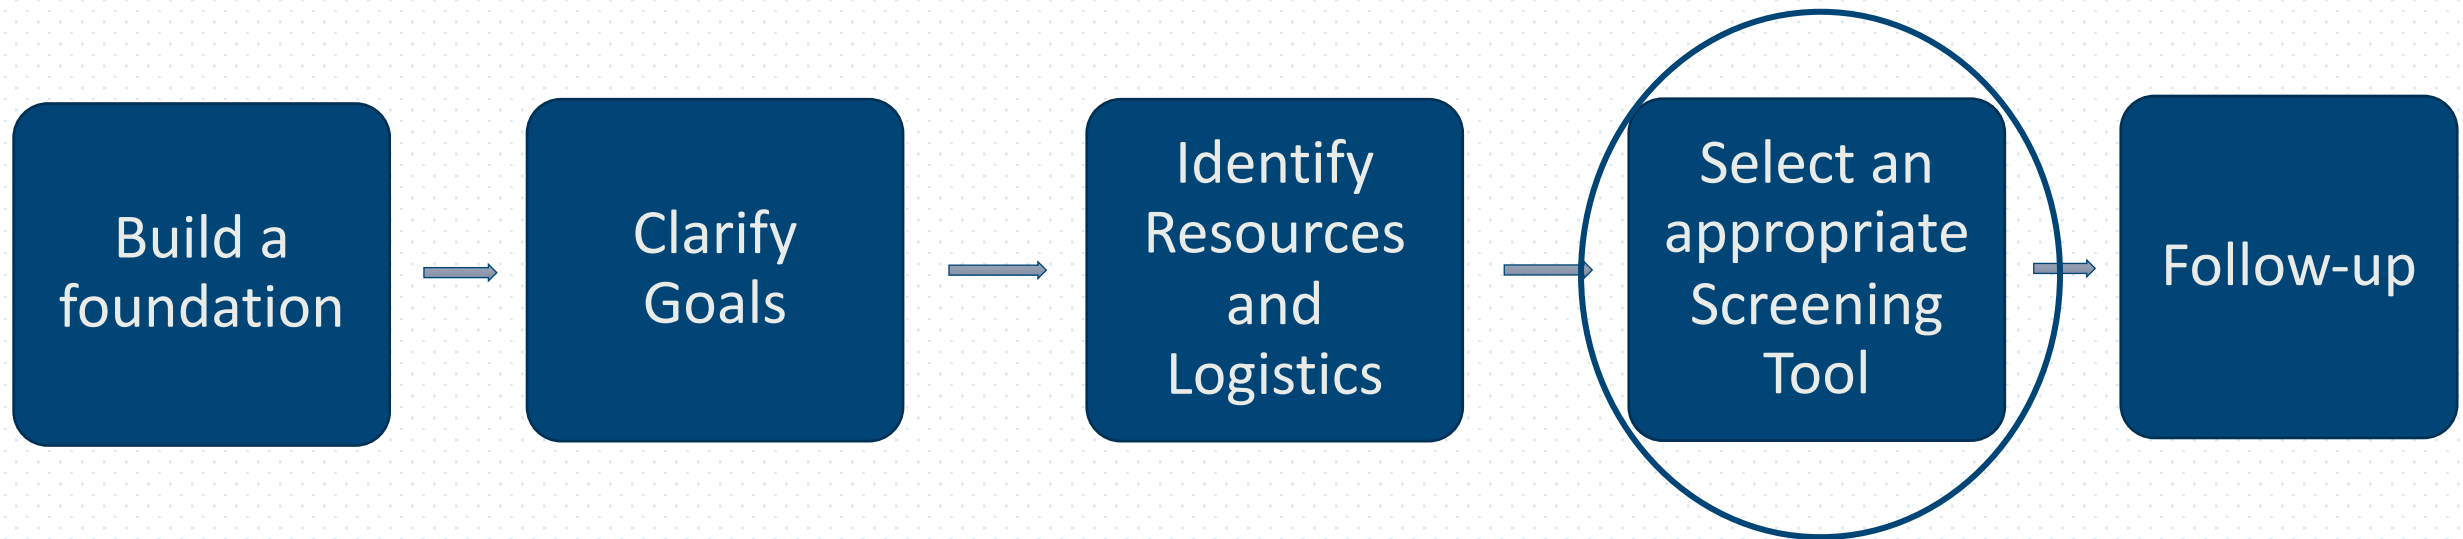 Build a
foundation
Clarify
Goals
Identify
Resources
and
Logistics
Select an
appropriate
Screening
Tool
Follow-up